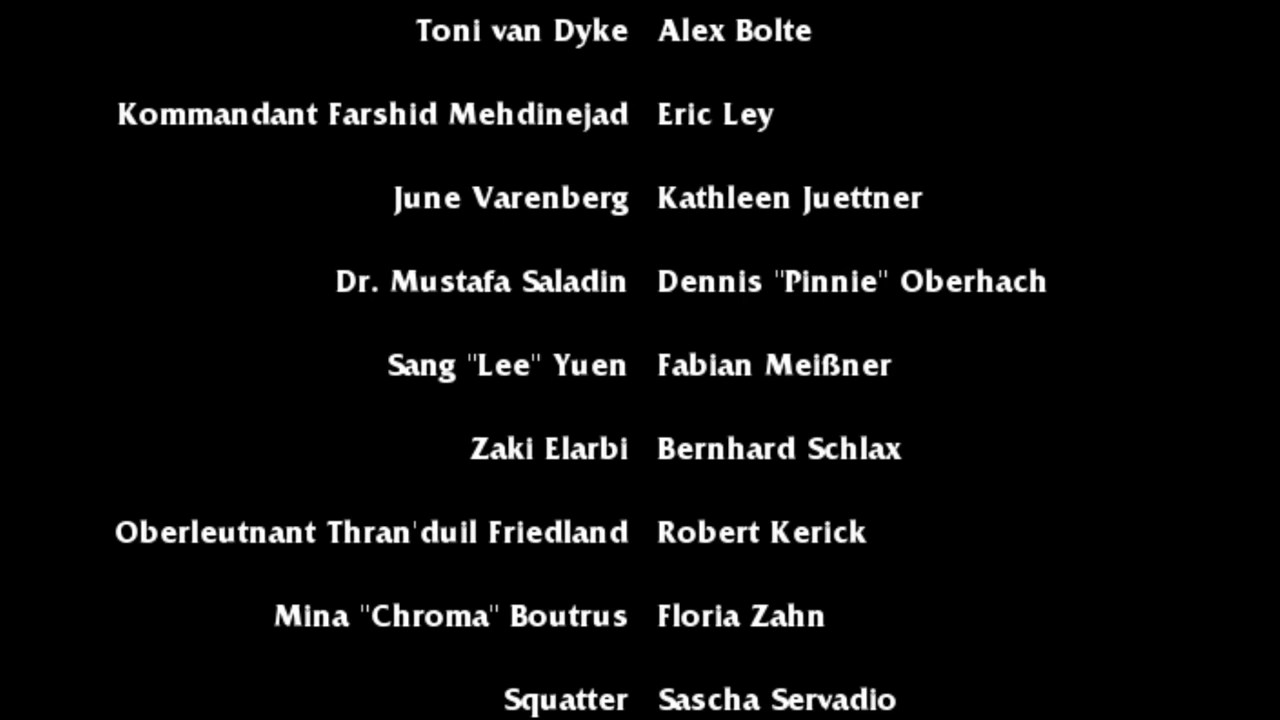 Toni van Dyke Alex Bolte
Kommandant Farshid Mehdinejad Eric Ley
June Varenberg Kathleen Juettner
Dr. Mustafa Saladin Dennis "Pinnie" Oberhach
Sang "Lee" Yuen Fabian Meißner
Zaki Elarbi Bernhard Schlax
Oberleutnant Thran'duil Friedland Robert Kerick
Mina "Chroma" Boutrus Floria Zahn
Squatter Sascha Servadio